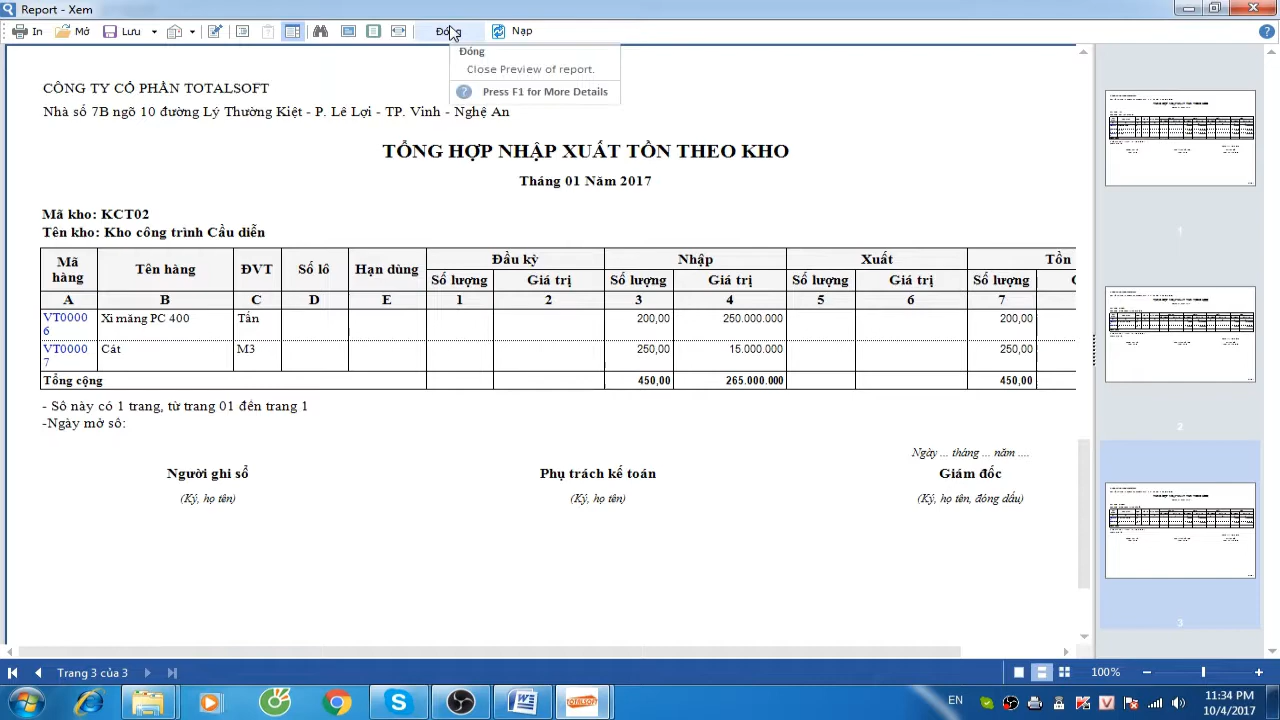 Report - Xem
In Mở Lưu Đóng Nạp
Đóng
Close Preview of report.
Press F1 for More Details
CÔNG TY CỔ PHẦN TOTALSOFT
Nhà số 7B ngõ 10 đường Lý Thường Kiệt - P. Lê Lợi - TP. Vinh - Nghệ An
TỔNG HỢP NHẬP XUẤT TỒN THEO KHO
Tháng 01 Năm 2017
Mã kho: KCT02
Tên kho: Kho công trình Cầu diễn
Mã hàng Tên hàng ĐVT Số lô Hạn dùng Đầu kỳ Nhập Xuất Tồn
Số lượng Giá trị Số lượng Giá trị Số lượng Giá trị Số lượng
A B C D E 1 2 3 4 5 6 7
VT00006 Xi măng PC 400 Tấn 200,00 250.000.000 200,00
VT00007 Cát M3 250,00 15.000.000 250,00
Tổng cộng 450,00 265.000.000 450,00
- Sổ này có 1 trang, từ trang 01 đến trang 1
-Ngày mở sổ:
Ngày ... tháng ... năm ....
Người ghi sổ Phụ trách kế toán Giám đốc
(Ký, họ tên) (Ký, họ tên) (Ký, họ tên, đóng dấu)
1
2
3
Trang 3 của 3 100%
EN 11:34 PM
10/4/2017